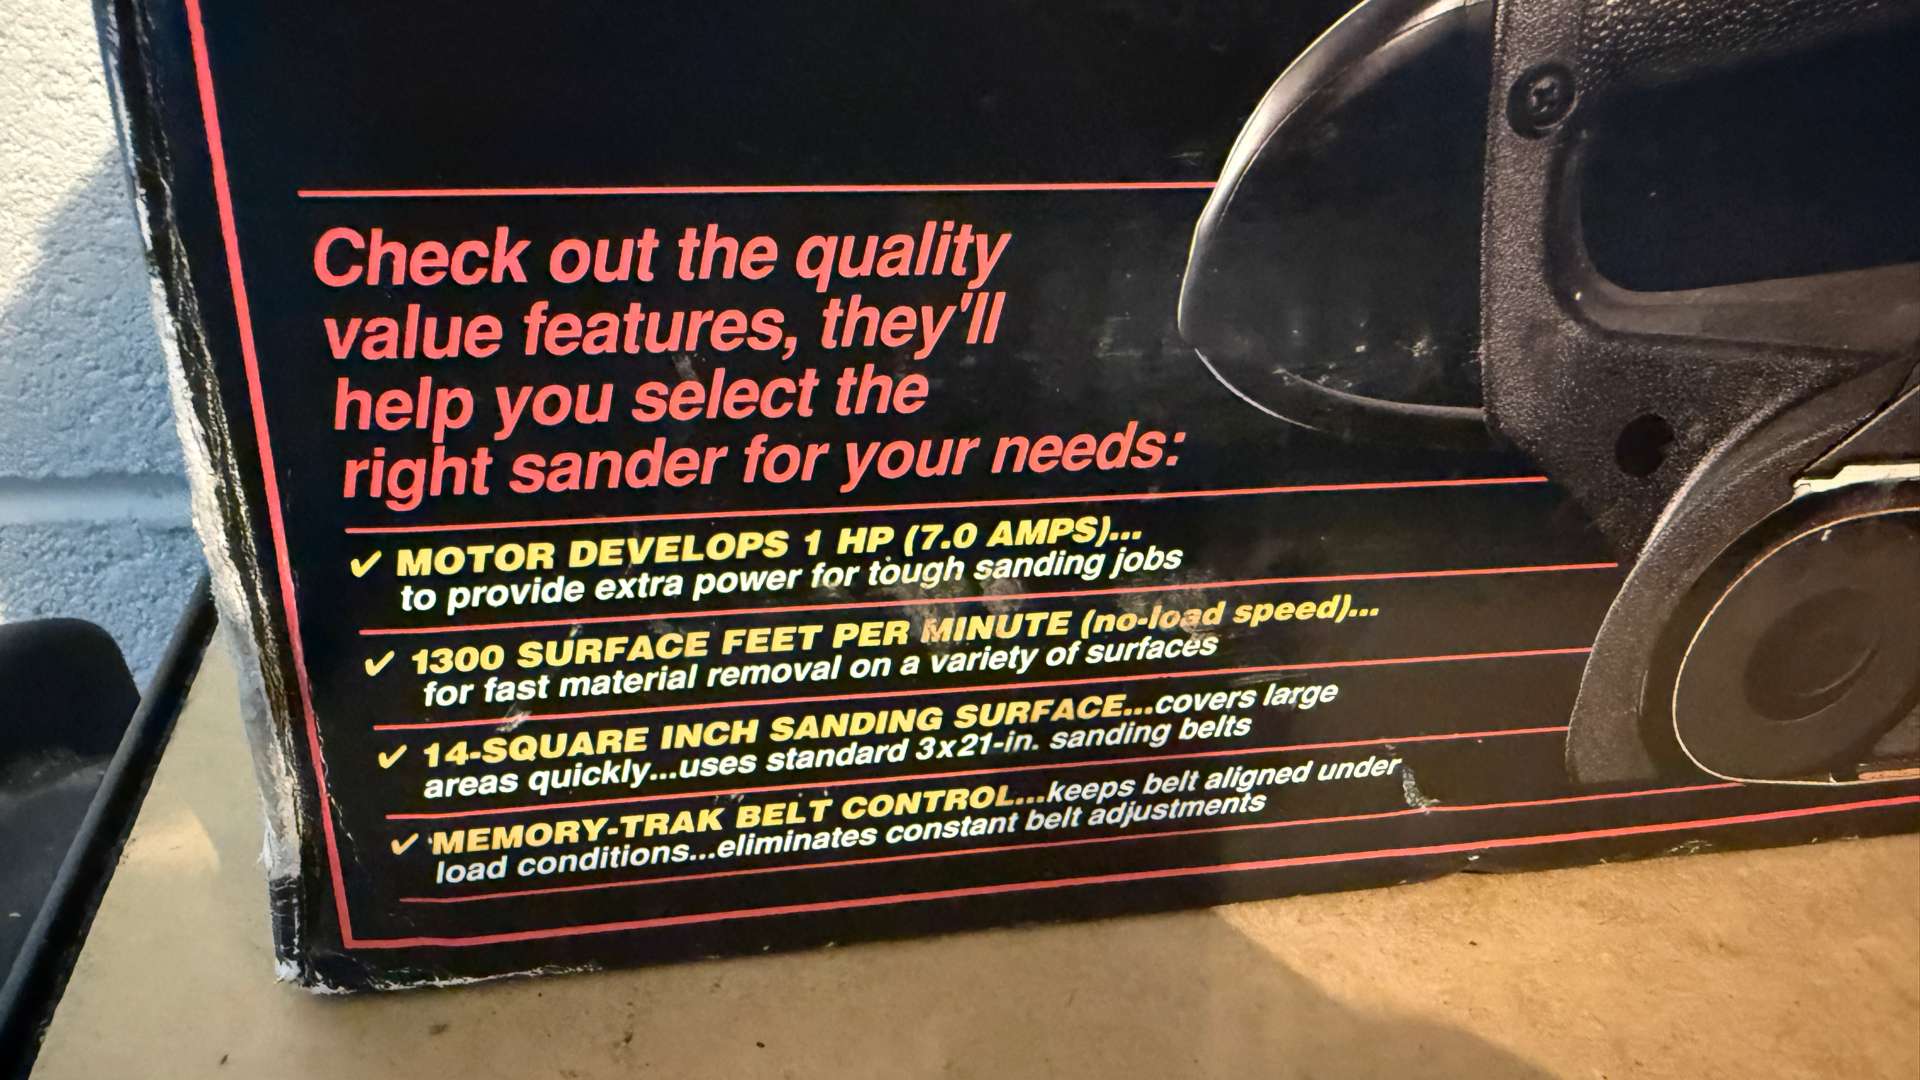 Check out the quality
value features, they'll
help you select the
right sander for your needs:
✓ MOTOR DEVELOPS 1 HP (7.0 AMPS)...
to provide extra power for tough sanding jobs
✓ 1300 SURFACE FEET PER MINUTE (no-load speed)...
for fast material removal on a variety of surfaces
✓ 14-SQUARE INCH SANDING SURFACE...covers large
areas quickly...uses standard 3x21-in. sanding belts
✓ MEMORY-TRAK BELT CONTROL...keeps belt aligned under
load conditions...eliminates constant belt adjustments